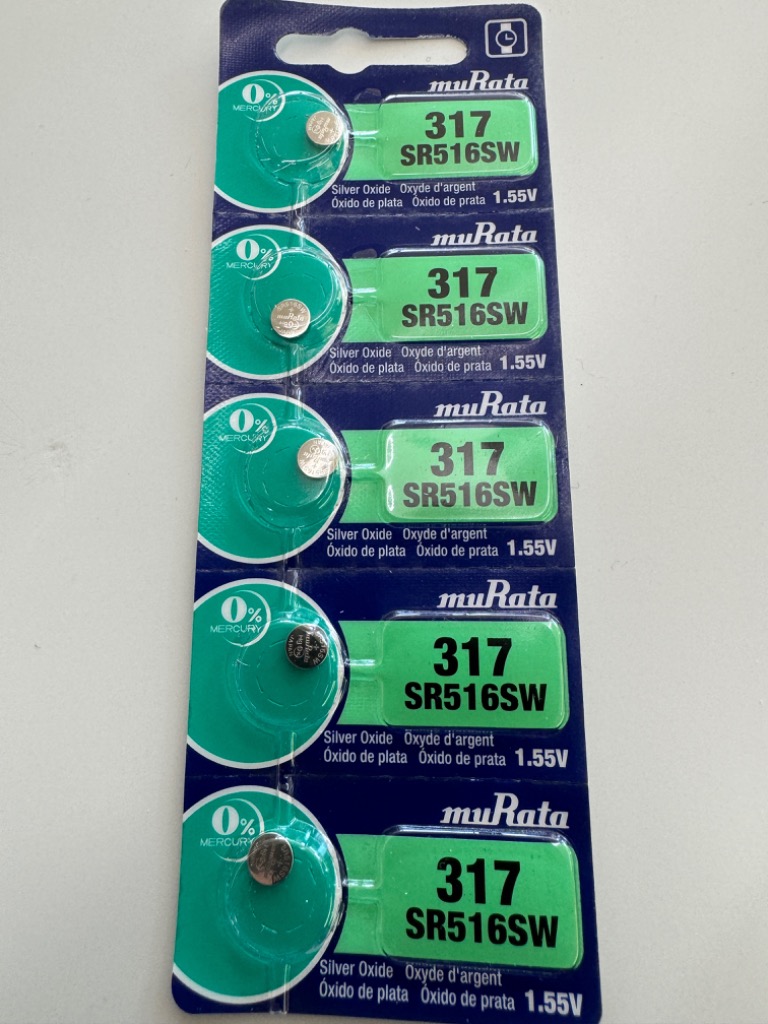 muRata
0%
MERCURY
317
SR516SW
Silver Oxide Oxyde d'argent
Óxido de plata Óxido de prata 1.55V
muRata
0%
MERCURY
317
SR516SW
muRata
Silver Oxide Oxyde d'argent
Óxido de plata Óxido de prata 1.55V
muRata
0%
MERCURY
317
SR516SW
Silver Oxide Oxyde d'argent
Óxido de plata Óxido de prata 1.55V
muRata
0%
MERCURY
317
SR516SW
muRata
Silver Oxide Oxyde d'argent
Óxido de plata Óxido de prata 1.55V
muRata
0%
MERCURY
317
SR516SW
Silver Oxide Oxyde d'argent
Óxido de plata Óxido de prata 1.55V